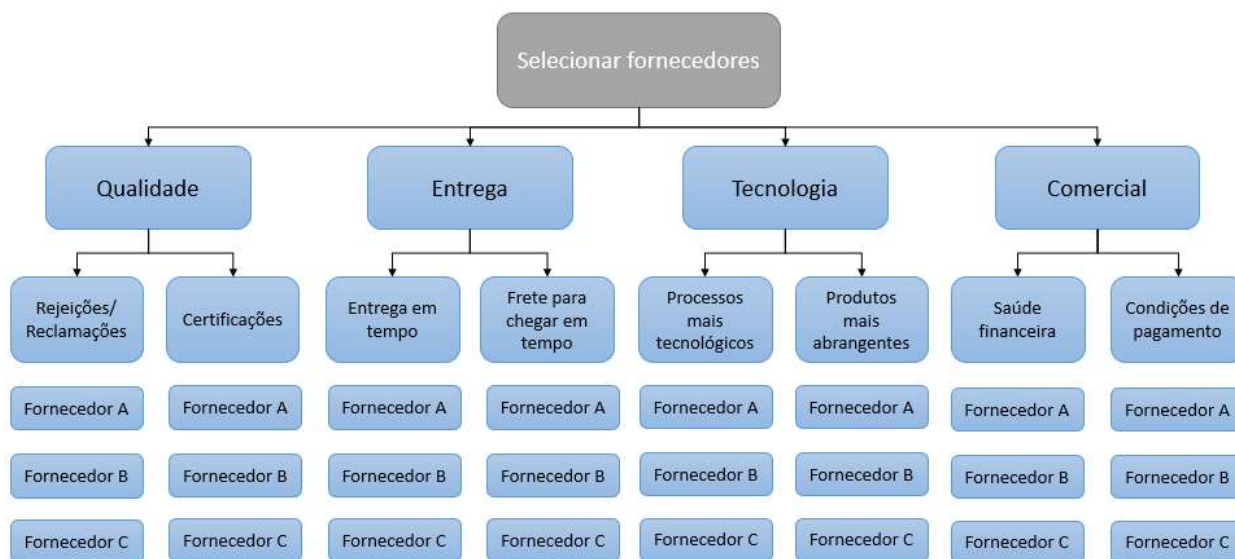 Selecionar fornecedores
Qualidade
Entrega
Tecnologia
Comercial
Rejeições/
Reclamações
Certificações
Entrega em
tempo
Frete para
chegar em
tempo
Processos
mais
tecnológicos
Produtos
mais
abrangentes
Saúde
financeira
Condições de
pagamento
Fornecedor A
Fornecedor A
Fornecedor A
Fornecedor A
Fornecedor A
Fornecedor A
Fornecedor A
Fornecedor A
Fornecedor B
Fornecedor B
Fornecedor B
Fornecedor B
Fornecedor B
Fornecedor B
Fornecedor B
Fornecedor B
Fornecedor C
Fornecedor C
Fornecedor C
Fornecedor C
Fornecedor C
Fornecedor C
Fornecedor C
Fornecedor C